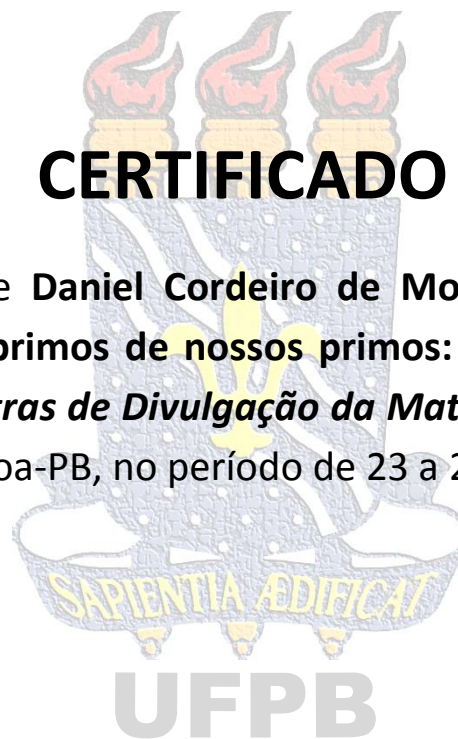 CERTIFICADO
e Daniel Cordeiro de Mo
primos de nossos primos:
ras de Divulgação da Mat
oa-PB, no período de 23 a 2
SAPIENTIA ÆDIFICAT
UFPB